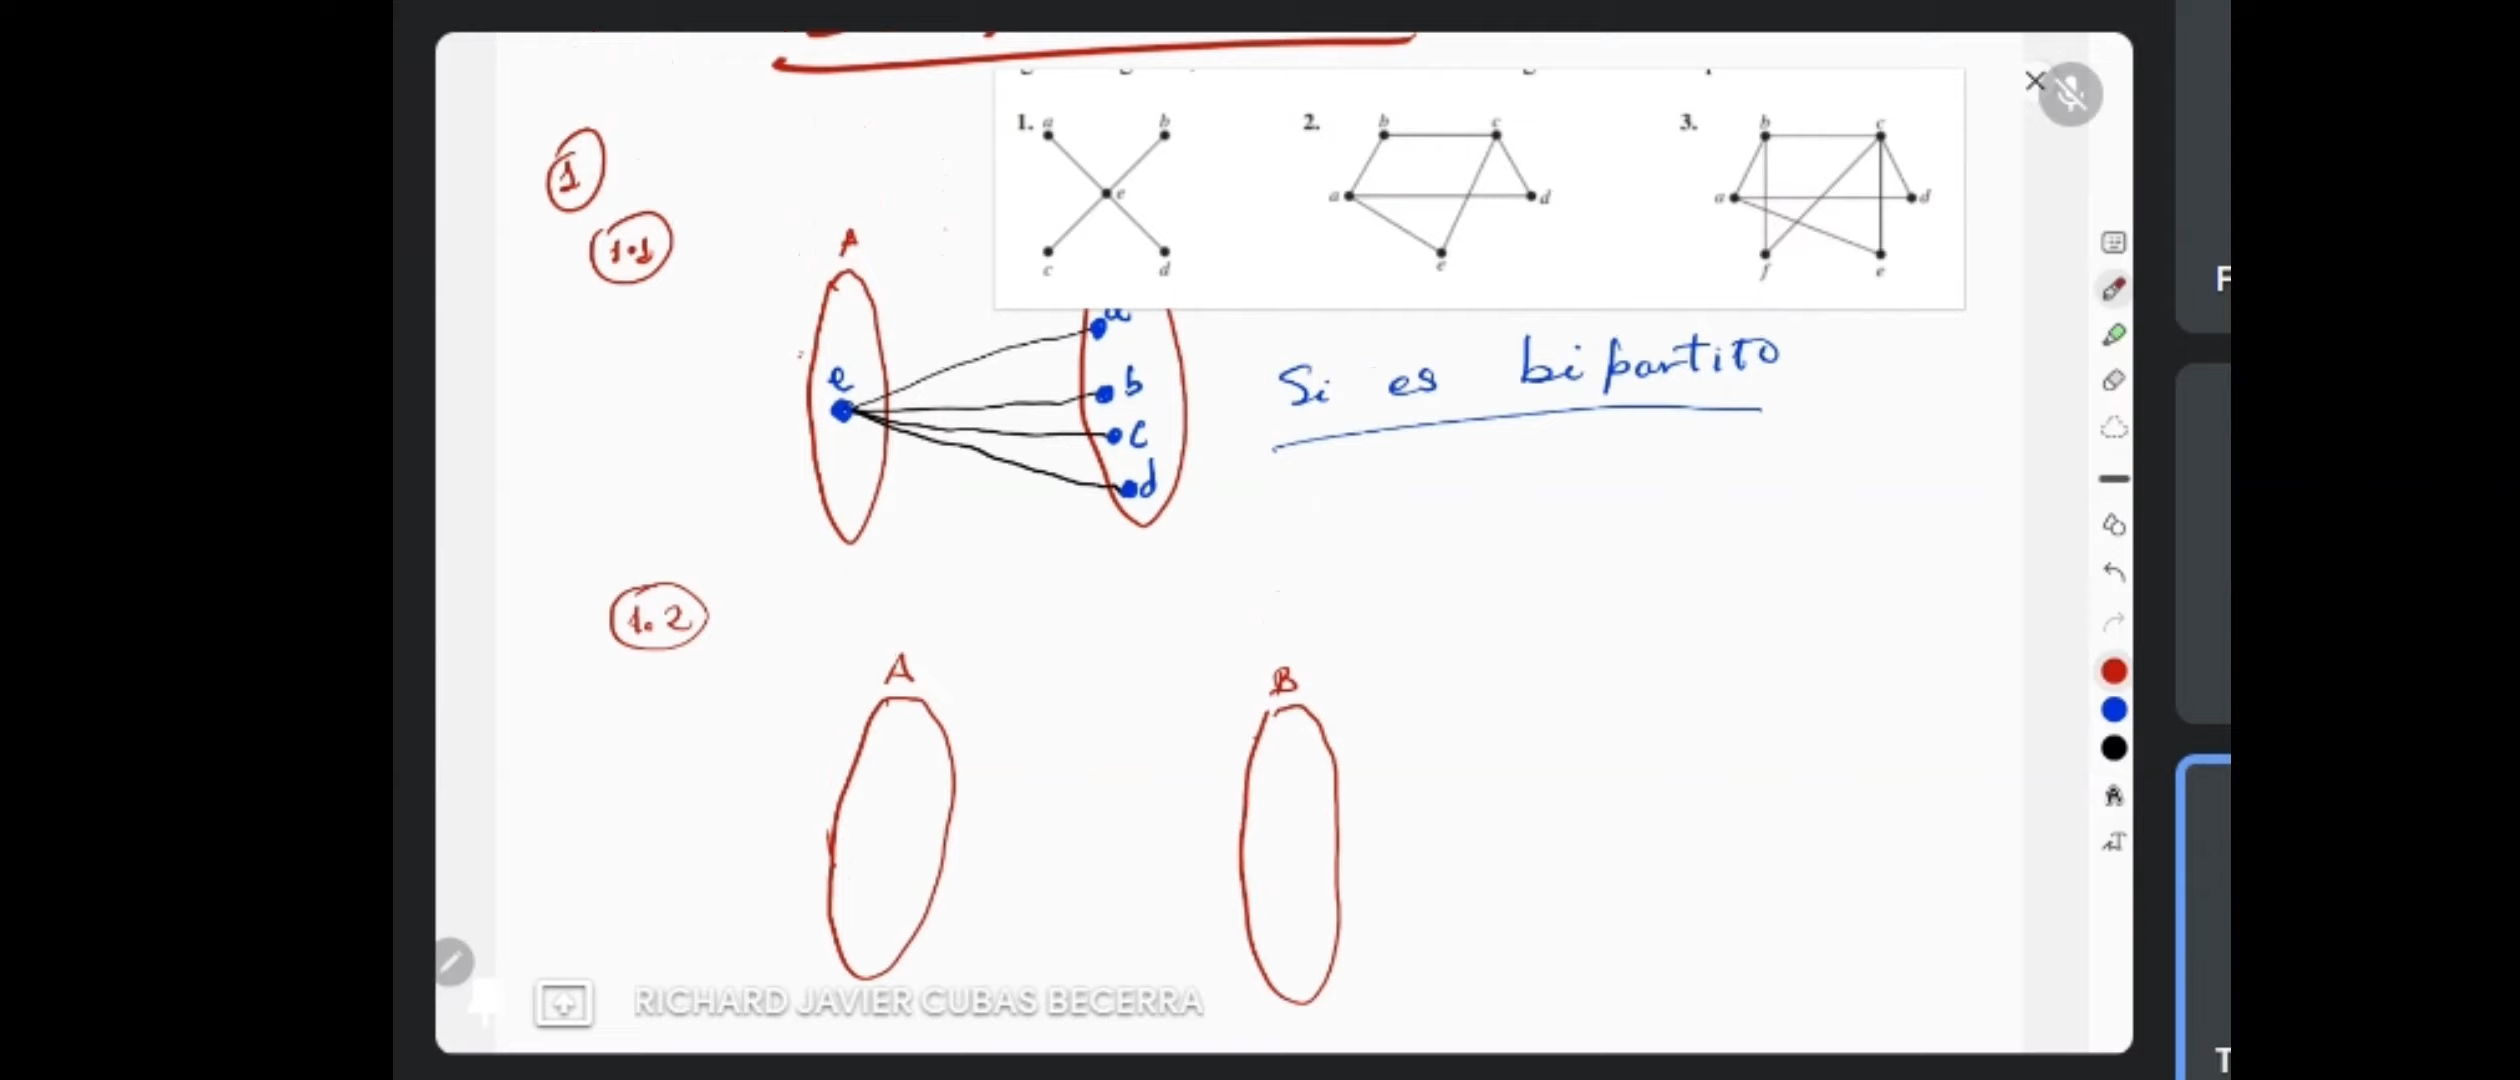 1. a b 2. b c 3. b c
e a d a d
c d e f e
1
1.1
A
a
e
b
c
d
Si es bipartito
1.2
A
B
RICHARD JAVIER CUBAS BECERRA
F
T